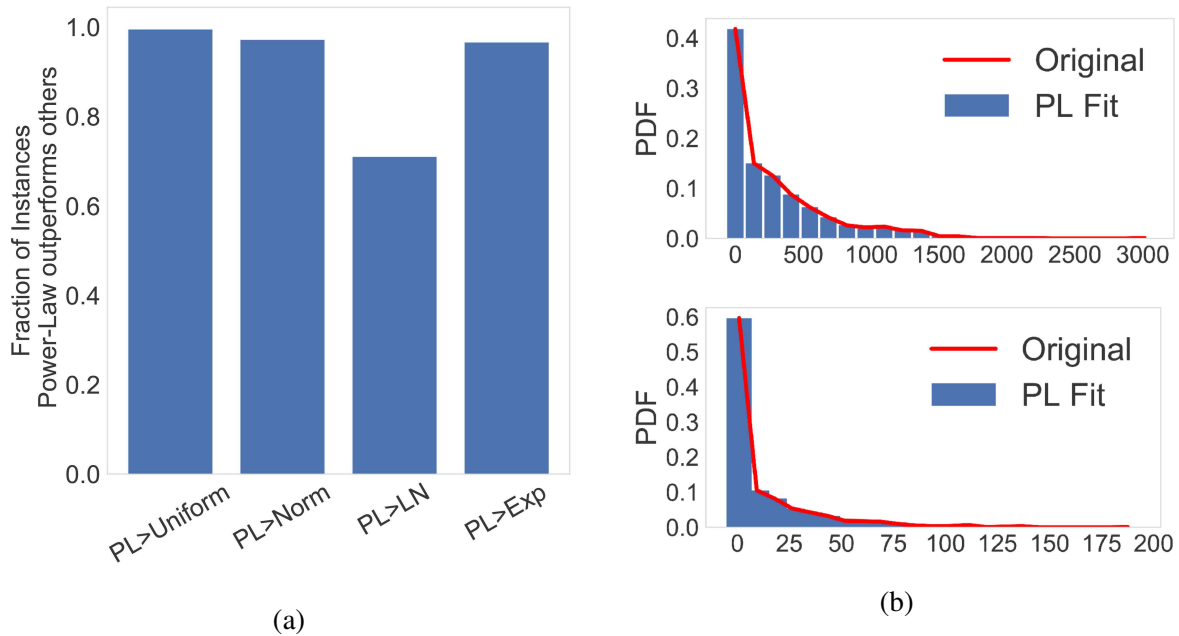 1.0
0.8
0.6
0.4
0.2
0.0
Fraction of Instances
Power-Law outperforms others
PL>Uniform
PL>Norm
PL>LN
PL>Exp
(a)
0.4
0.3
0.2
0.1
0.0
PDF
Original
PL Fit
0 500 1000 1500 2000 2500 3000
0.6
0.5
0.4
0.3
0.2
0.1
0.0
PDF
Original
PL Fit
0 25 50 75 100 125 150 175 200
(b)